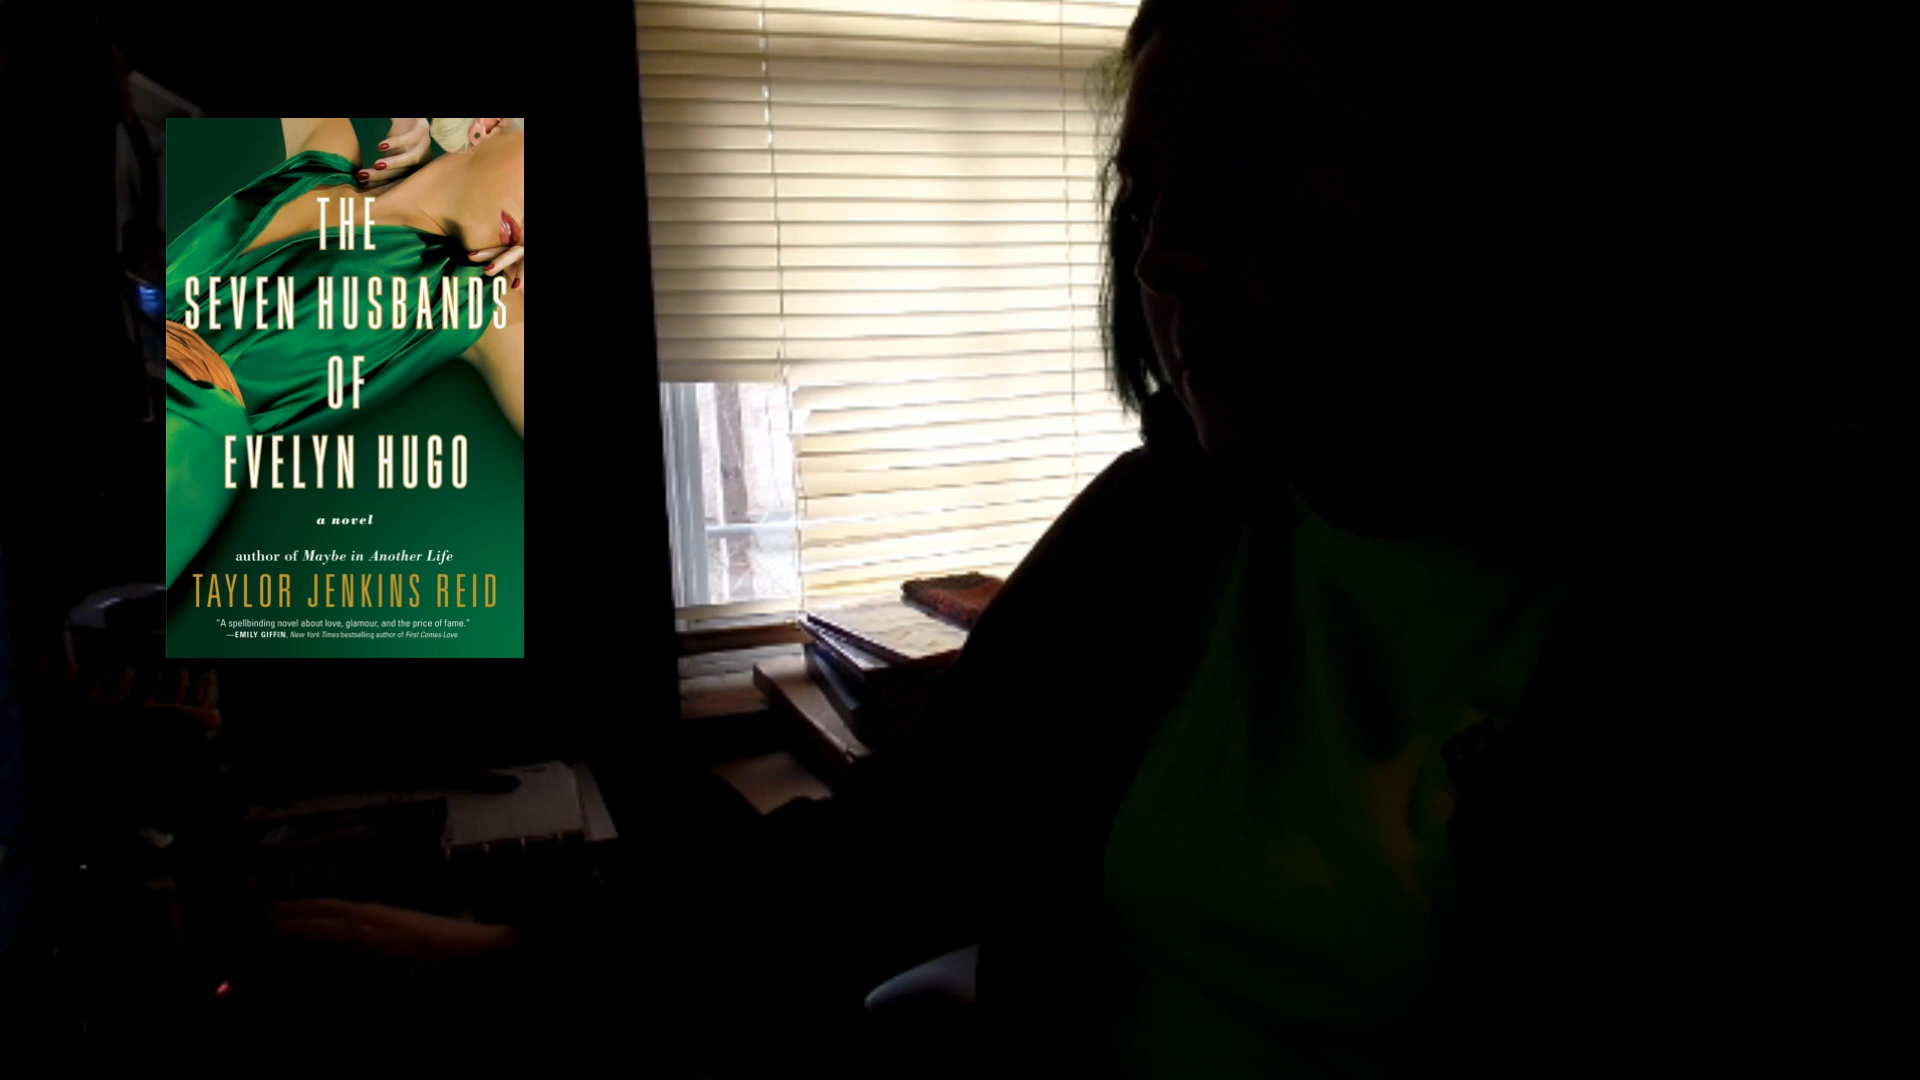 THE
SEVEN HUSBANDS
OF
EVELYN HUGO
a novel
author of Maybe in Another Life
TAYLOR JENKINS REID
“A spellbinding novel about love, glamour, and the price of fame.”
—EMILY GIFFIN, New York Times bestselling author of First Comes Love